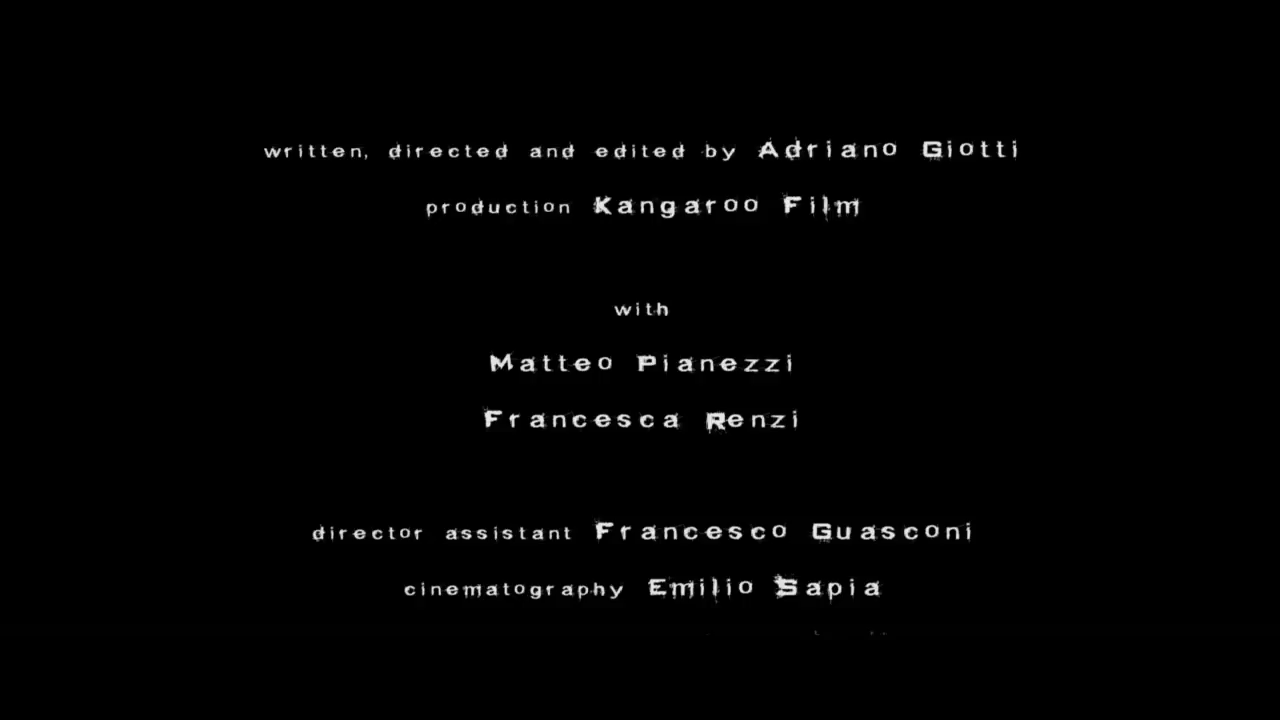 written, directed and edited by Adriano Giotti
production Kangaroo Film
with
Matteo Pianezzi
Francesca Renzi
director assistant Francesco Guasconi
cinematography Emilio Sapia